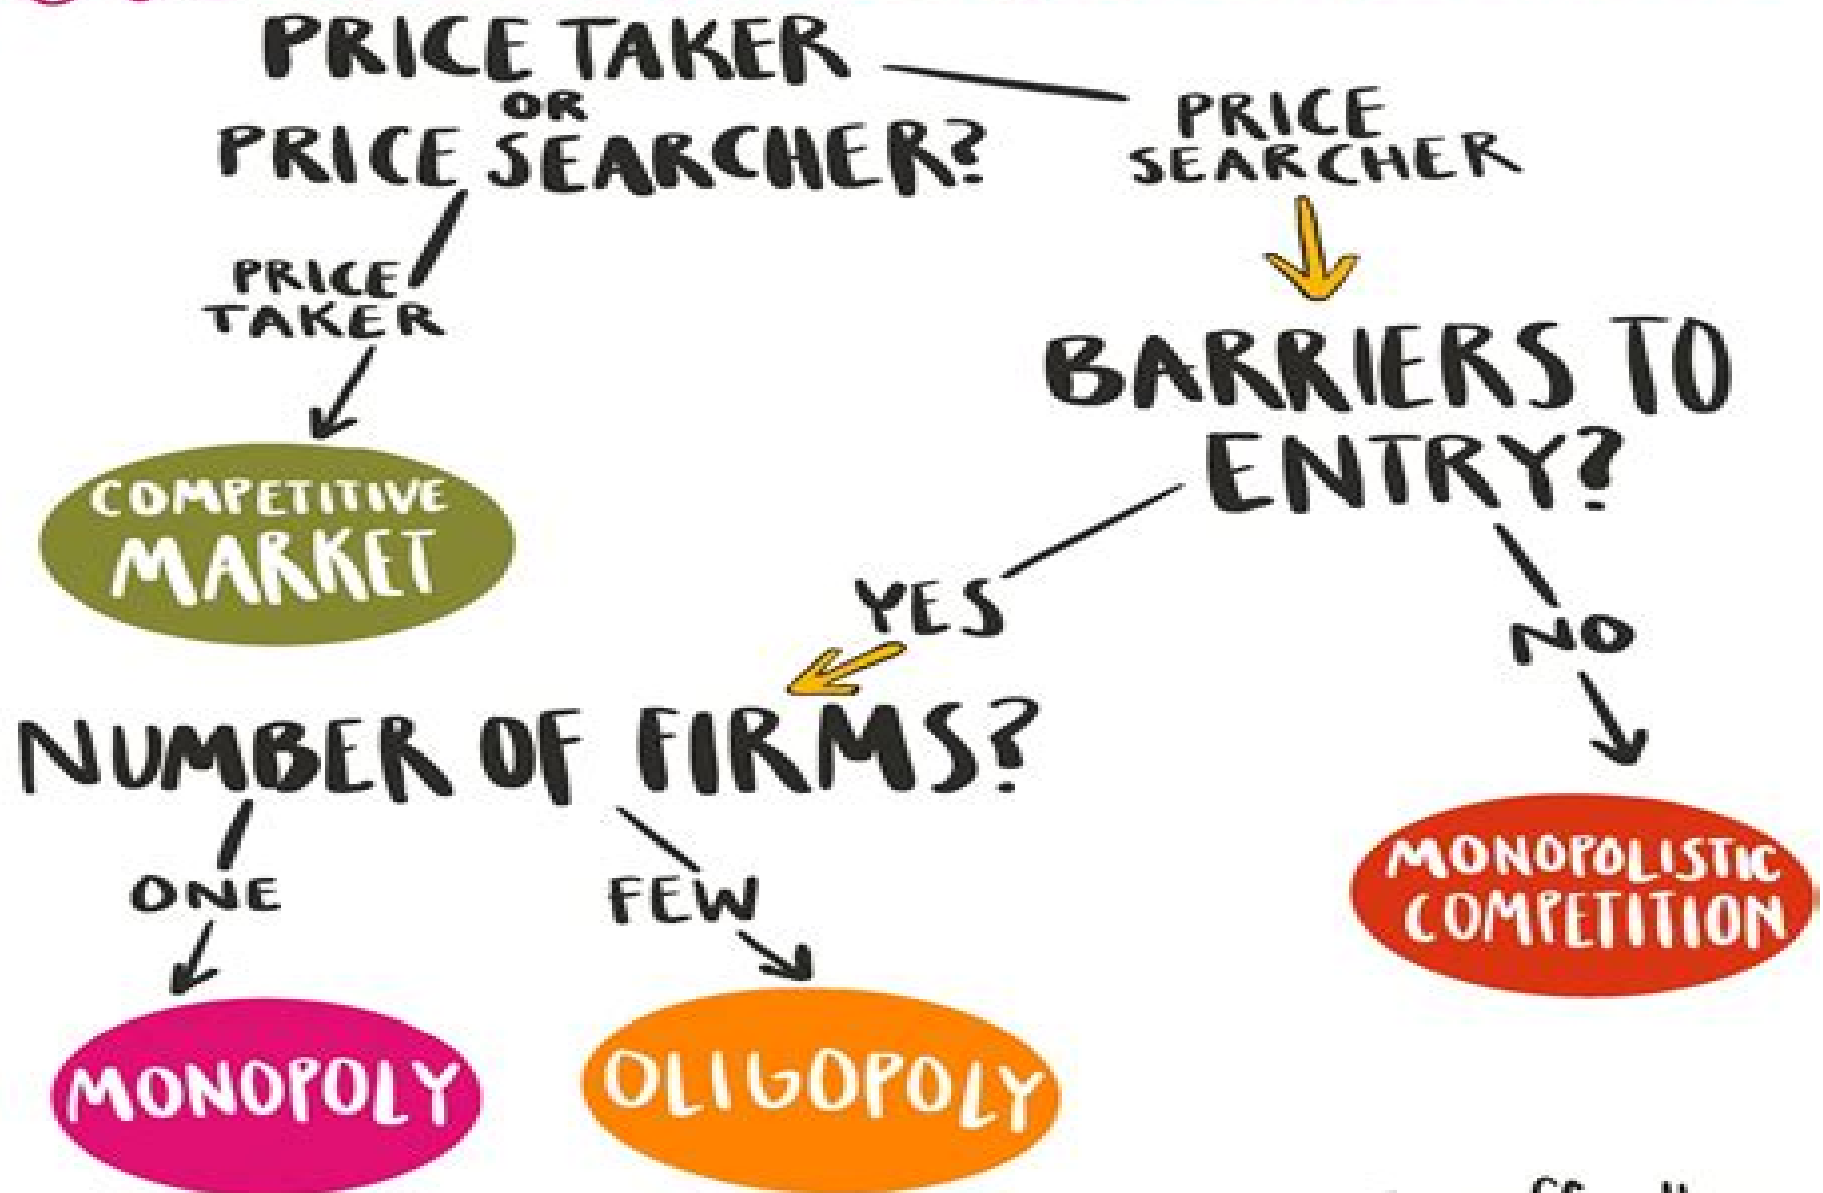 PRICE TAKER
OR
PRICE SEARCHER?
PRICE
SEARCHER
PRICE
TAKER
COMPETITIVE
MARKET
BARRIERS TO
ENTRY?
YES
NO
NUMBER OF FIRMS?
ONE
FEW
MONOPOLY
OLIGOPOLY
MONOPOLISTIC
COMPETITION